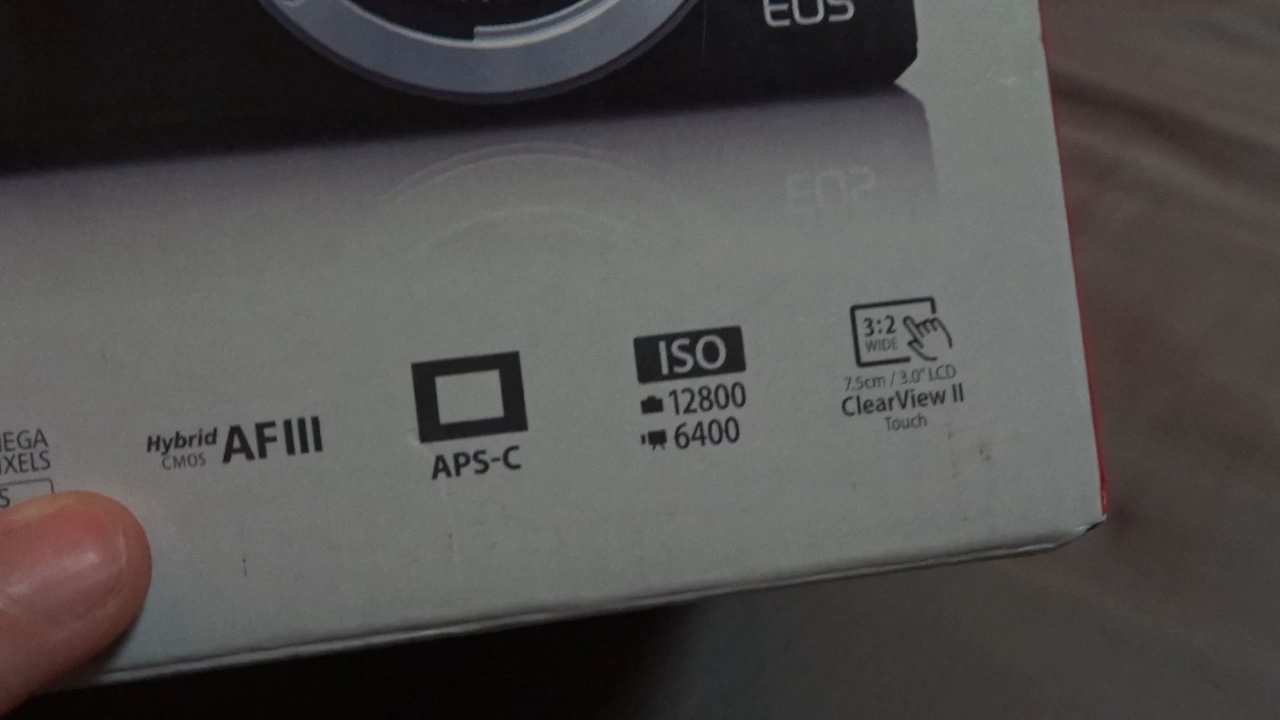 EOS
EGA
IXELS
S
Hybrid AF III
CMOS
APS-C
ISO
12800
6400
3:2
WIDE
7.5cm / 3.0" LCD
ClearView II
Touch